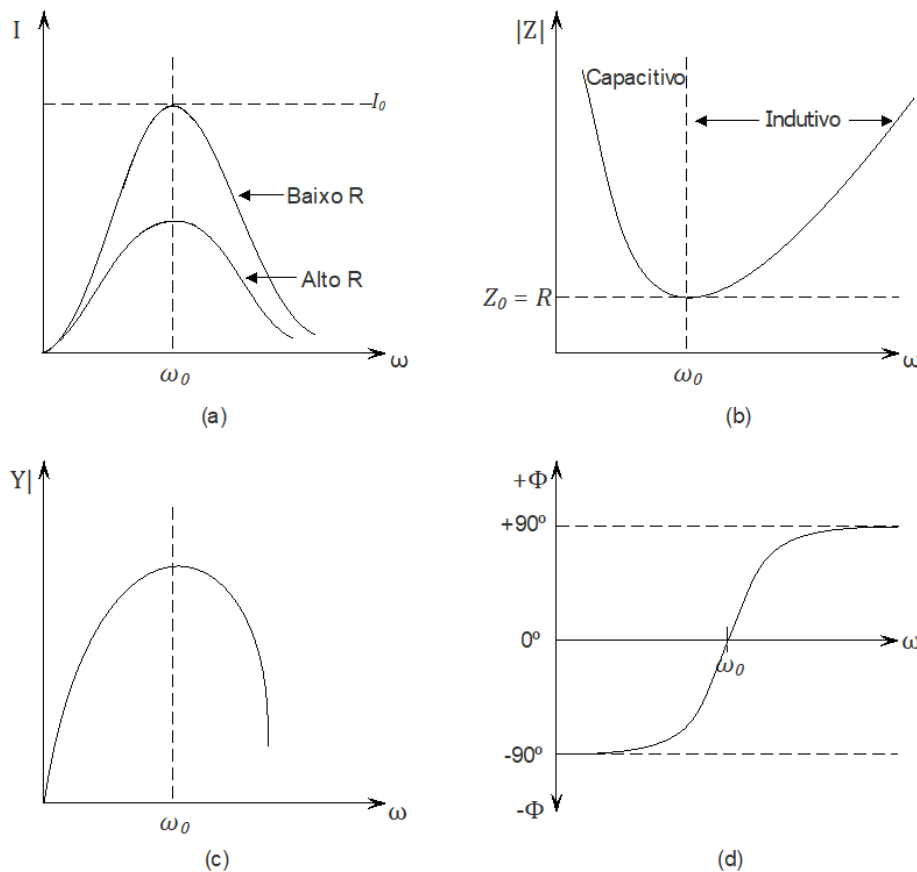 I
I₀
Baixo R
Alto R
ω
ω₀
(a)
|Z|
Capacitivo
Indutivo
Z₀ = R
ω
ω₀
(b)
Y|
ω
ω₀
(c)
+Φ
+90º
0º
ω
ω₀
-90º
-Φ
(d)